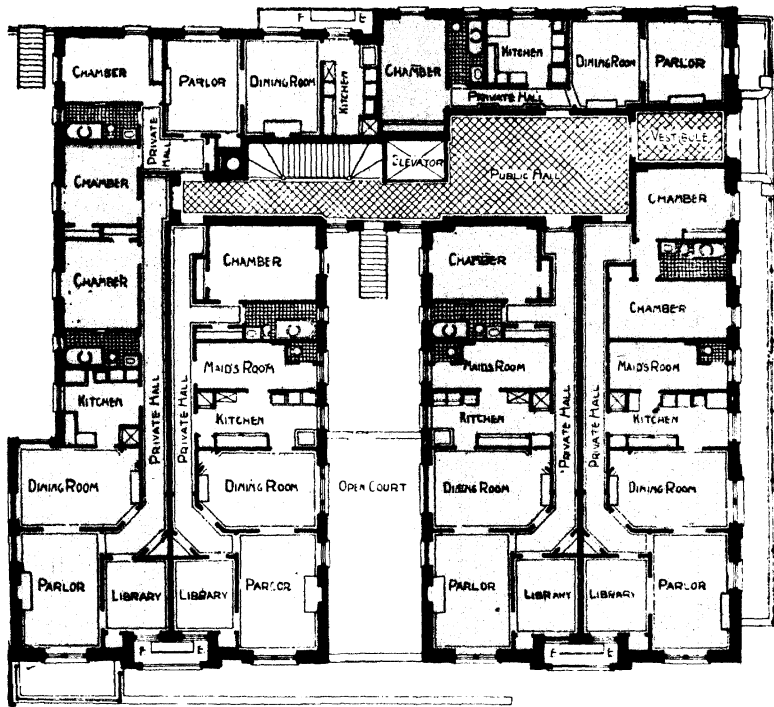 F E
CHAMBER
PARLOR
DINING ROOM
KITCHEN
CHAMBER
KITCHEN
DINING ROOM
PARLOR
PRIVATE HALL
PRIVATE
HALL
ELEVATOR
PUBLIC HALL
VESTIBULE
CHAMBER
CHAMBER
CHAMBER
CHAMBER
CHAMBER
CHAMBER
MAID'S ROOM
MAID'S ROOM
MAID'S ROOM
KITCHEN
KITCHEN
KITCHEN
KITCHEN
PRIVATE HALL
PRIVATE HALL
PRIVATE HALL
PRIVATE HALL
DINING ROOM
DINING ROOM
OPEN COURT
DINING ROOM
DINING ROOM
PARLOR
LIBRARY
LIBRARY
PARLOR
PARLOR
LIBRARY
LIBRARY
PARLOR
F E
F E